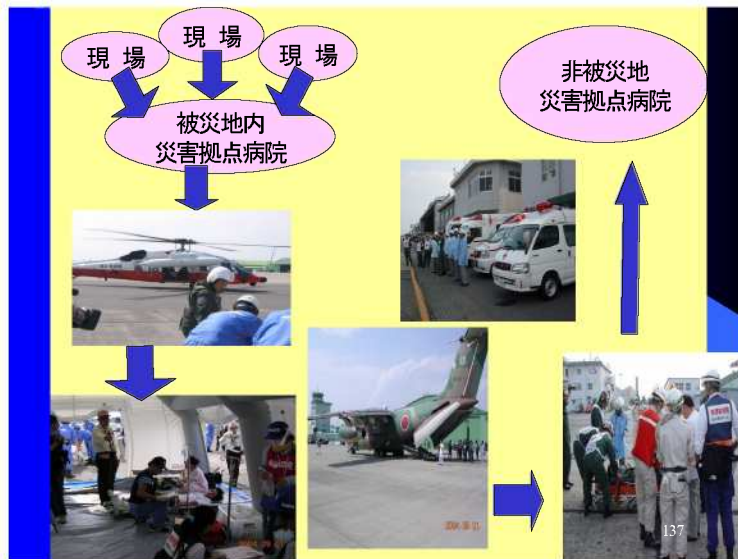 現 場
現 場
現 場
被災地内
災害拠点病院
非被災地
災害拠点病院
137